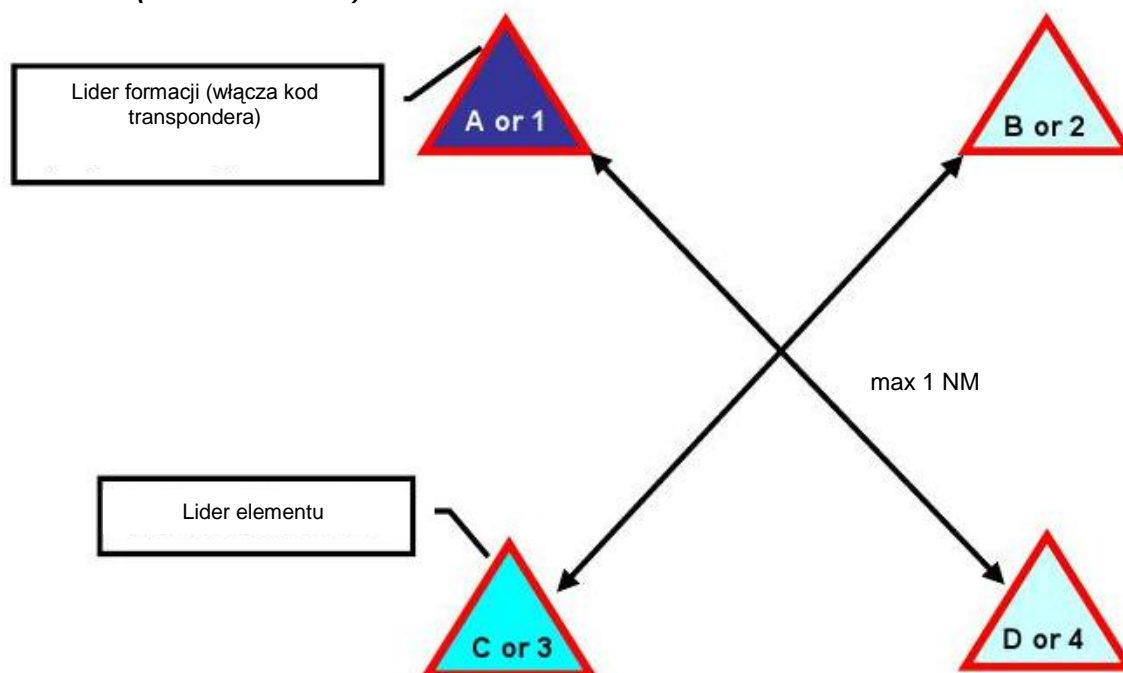 Lider formacji (włącza kod
transpondera)
A or 1
B or 2
max 1 NM
Lider elementu
C or 3
D or 4